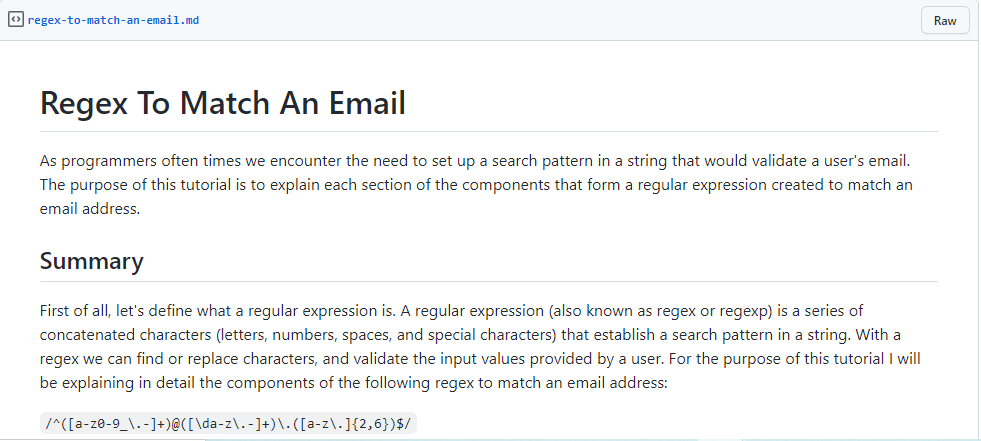 regex-to-match-an-email.md
Raw
Regex To Match An Email
As programmers often times we encounter the need to set up a search pattern in a string that would validate a user's email.
The purpose of this tutorial is to explain each section of the components that form a regular expression created to match an
email address.
Summary
First of all, let's define what a regular expression is. A regular expression (also known as regex or regexp) is a series of
concatenated characters (letters, numbers, spaces, and special characters) that establish a search pattern in a string. With a
regex we can find or replace characters, and validate the input values provided by a user. For the purpose of this tutorial I will
be explaining in detail the components of the following regex to match an email address:
/^([a-z0-9_\.-]+)@([\da-z\.-]+)\.([a-z\.]{2,6})$/